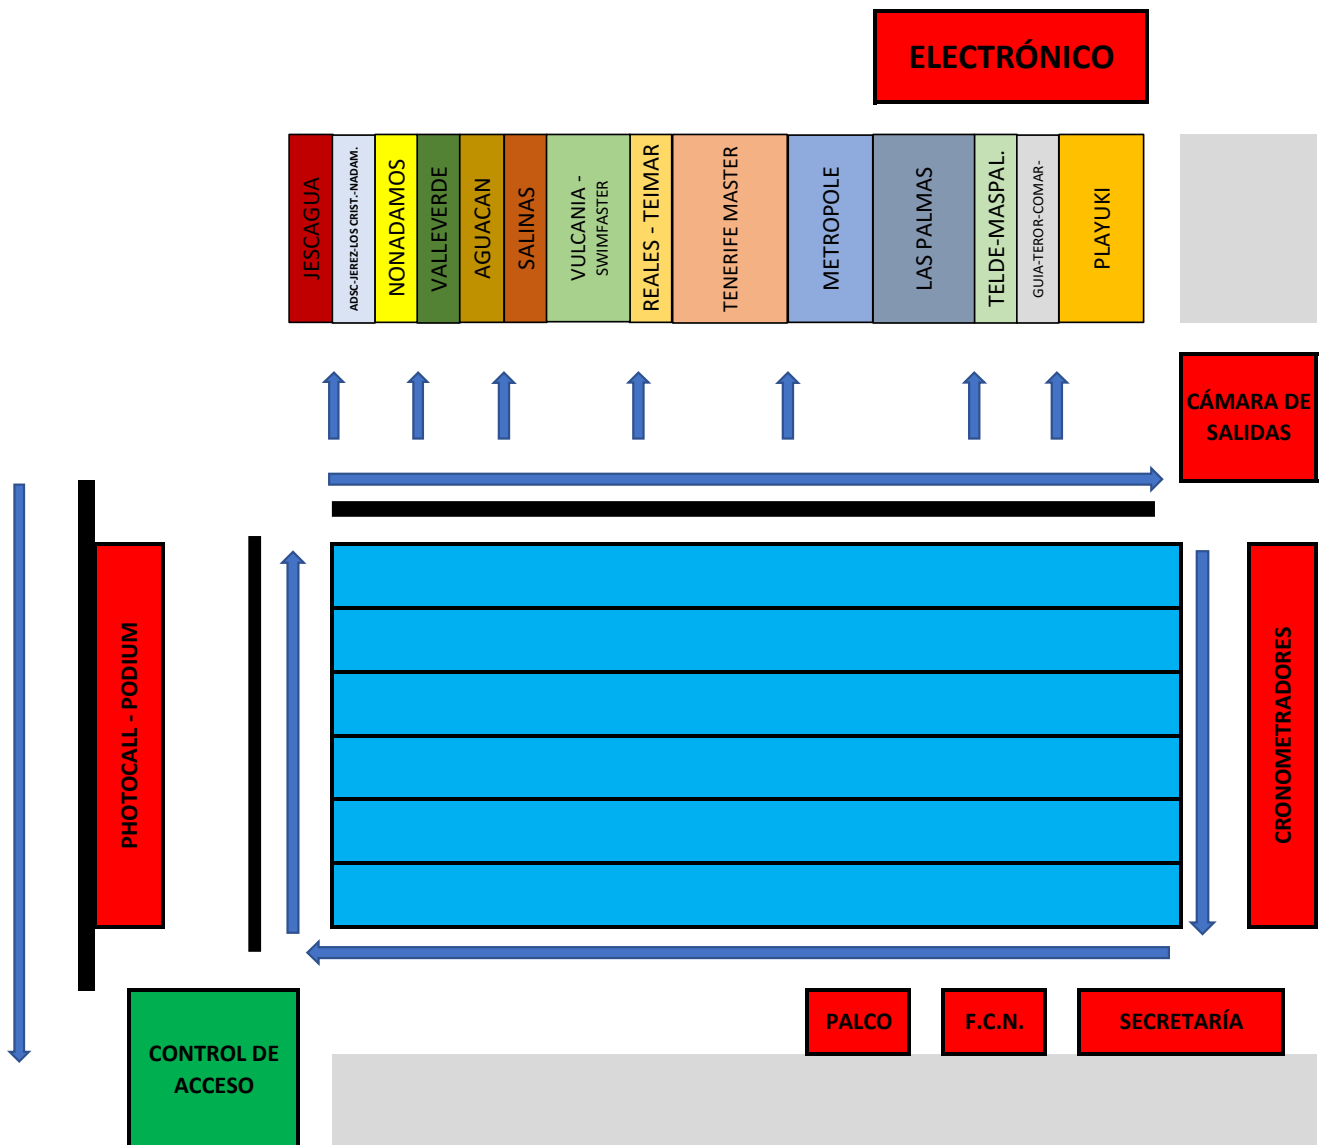 ELECTRÓNICO
JESCAGUA
ADSC-JEREZ-LOS CRIST.-NADAM.
NONADAMOS
VALLEVERDE
AGUACAN
SALINAS
VULCANIA -
SWIMFASTER
REALES - TEIMAR
TENERIFE MASTER
METROPOLE
LAS PALMAS
TELDE-MASPAL.
GUIA-TEROR-COMAR-
PLAYUKI
CÁMARA DE
SALIDAS
PHOTOCALL - PODIUM
CRONOMETRADORES
PALCO
F.C.N.
SECRETARÍA
CONTROL DE
ACCESO